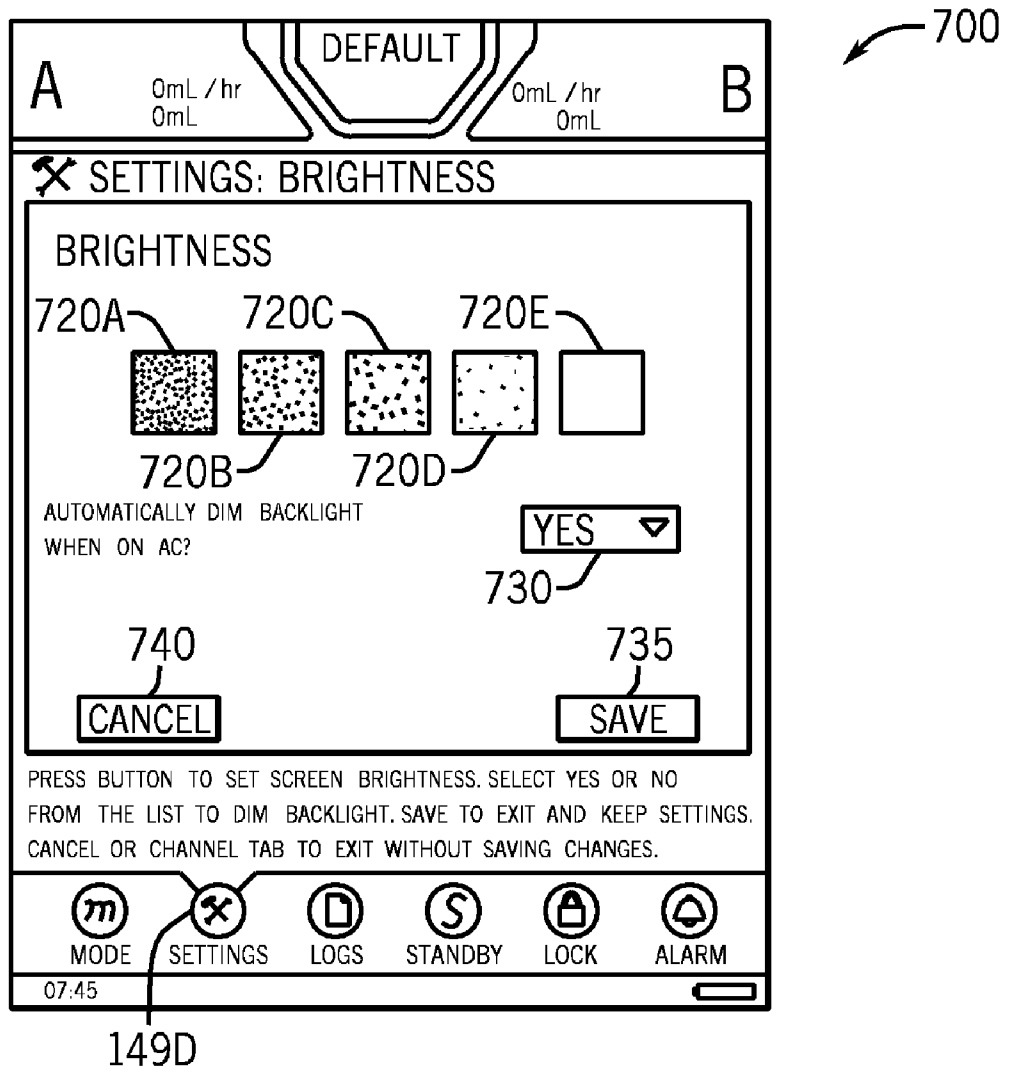 700
DEFAULT
A
0mL / hr
0mL
0mL / hr
0mL
B
SETTINGS: BRIGHTNESS
BRIGHTNESS
720A
720C
720E
720B
720D
AUTOMATICALLY DIM BACKLIGHT
WHEN ON AC?
YES
730
740
735
CANCEL
SAVE
PRESS BUTTON TO SET SCREEN BRIGHTNESS. SELECT YES OR NO
FROM THE LIST TO DIM BACKLIGHT. SAVE TO EXIT AND KEEP SETTINGS.
CANCEL OR CHANNEL TAB TO EXIT WITHOUT SAVING CHANGES.
m
S
MODE
SETTINGS
LOGS
STANDBY
LOCK
ALARM
07:45
149D